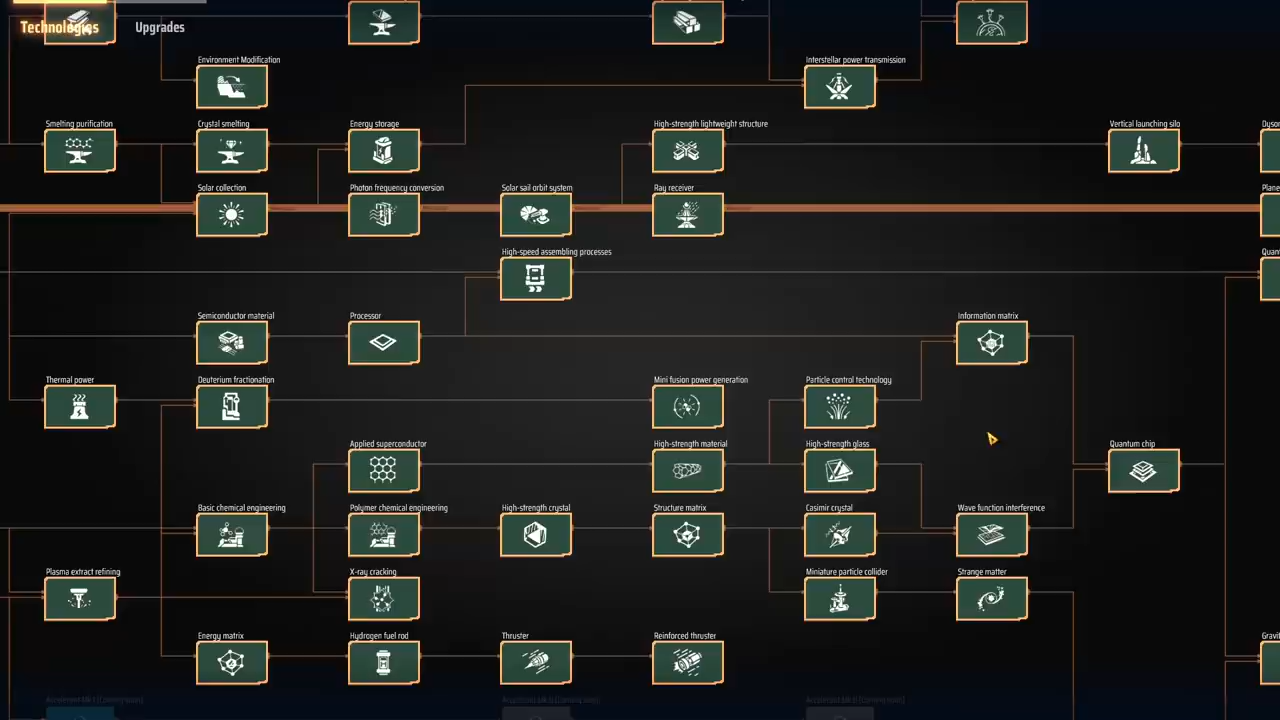 Technologies
Upgrades
Environment Modification
Interstellar power transmission
Smelting purification
Crystal smelting
Energy storage
High-strength lightweight structure
Vertical launching silo
Dyson
Solar collection
Photon frequency conversion
Solar sail orbit system
Ray receiver
Plane
High-speed assembling processes
Quant
Semiconductor material
Processor
Information matrix
Thermal power
Deuterium fractionation
Mini fusion power generation
Particle control technology
Applied superconductor
High-strength material
High-strength glass
Quantum chip
Basic chemical engineering
Polymer chemical engineering
High-strength crystal
Structure matrix
Casimir crystal
Wave function interference
Plasma extract refining
X-ray cracking
Miniature particle collider
Strange matter
Energy matrix
Hydrogen fuel rod
Thruster
Reinforced thruster
Gravit